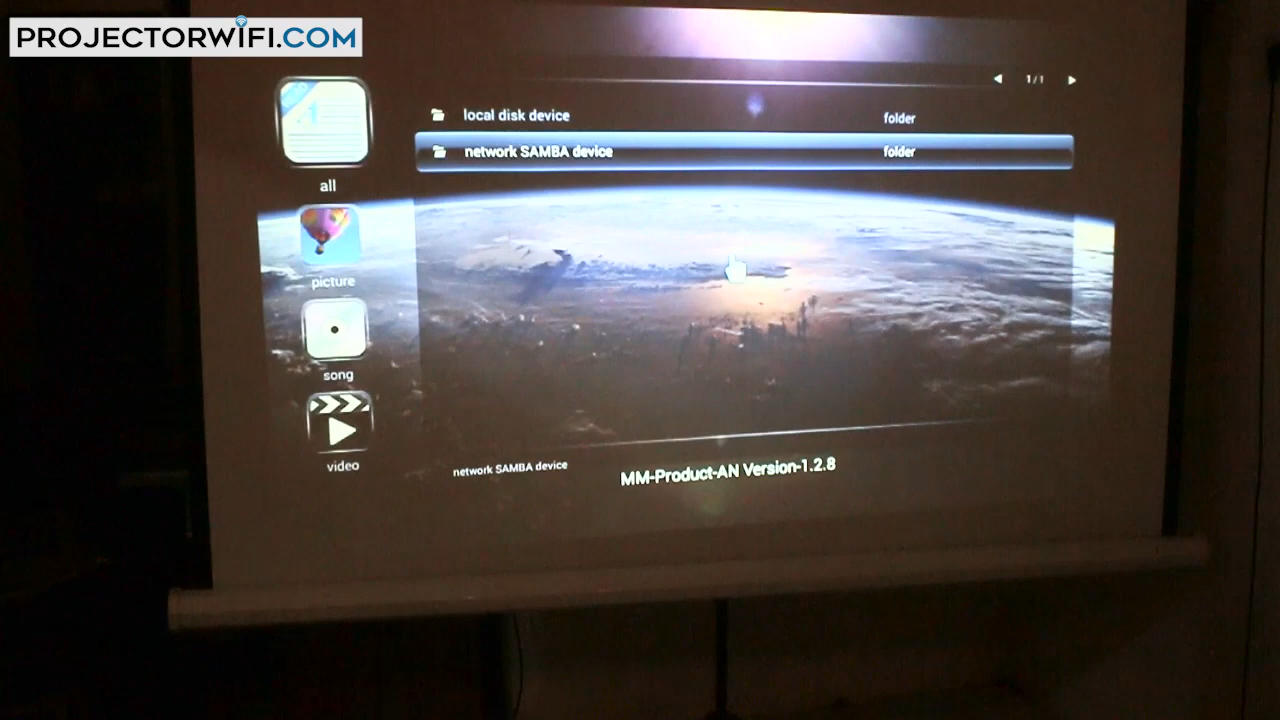 PROJECTORWIFI.COM
1/1
local disk device folder
network SAMBA device folder
all
picture
song
video
network SAMBA device
MM-Product-AN Version-1.2.8